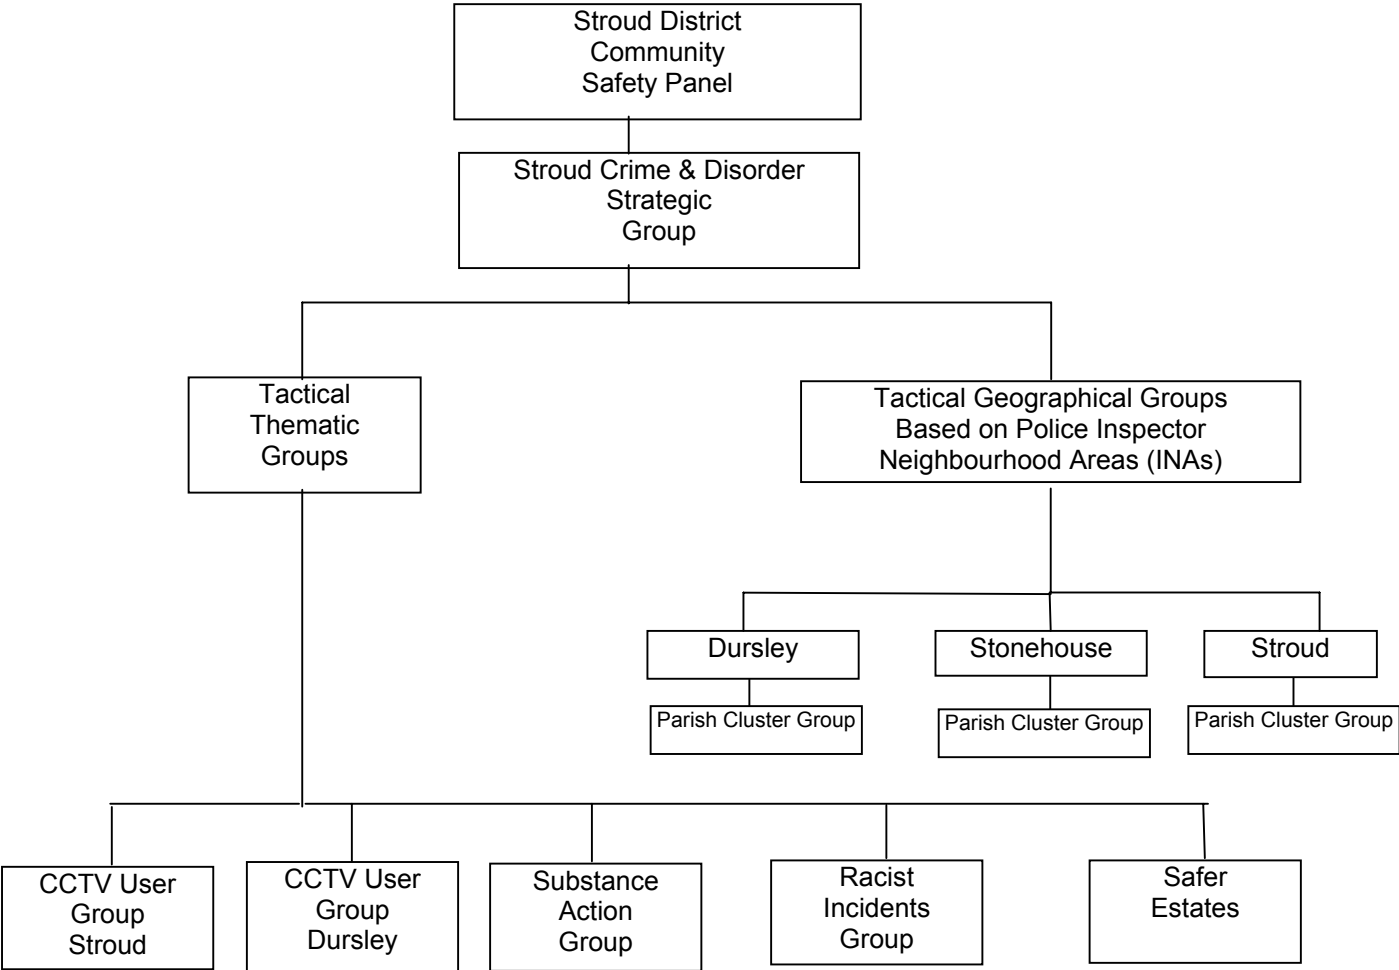 Stroud District
Community
Safety Panel
Stroud Crime & Disorder
Strategic
Group
Tactical
Thematic
Groups
Tactical Geographical Groups
Based on Police Inspector
Neighbourhood Areas (INAs)
Dursley
Stonehouse
Stroud
Parish Cluster Group
Parish Cluster Group
Parish Cluster Group
CCTV User
Group
Stroud
CCTV User
Group
Dursley
Substance
Action
Group
Racist
Incidents
Group
Safer
Estates